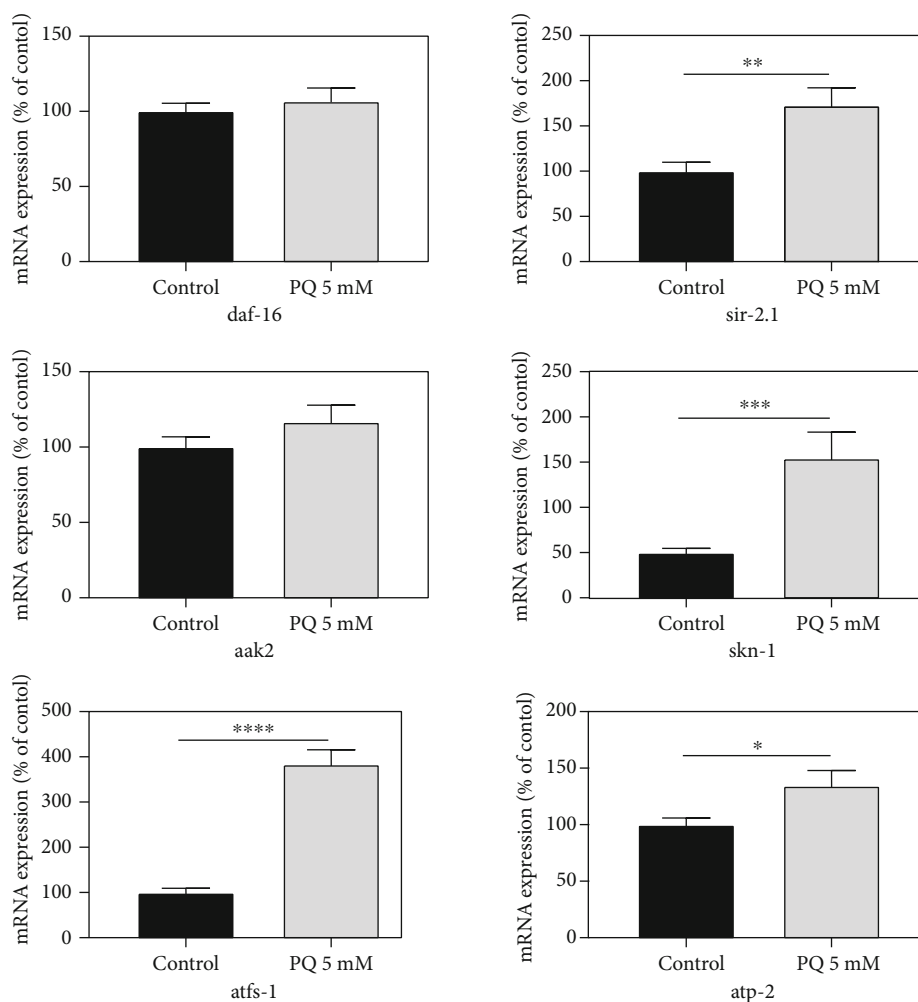 mRNA expression (% of contol)
150
100
50
0
Control PQ 5 mM
daf-16
mRNA expression (% of contol)
250
200
150
100
50
0
**
Control PQ 5 mM
sir-2.1
mRNA expression (% of contol)
150
100
50
0
Control PQ 5 mM
aak2
mRNA expression (% of contol)
250
200
150
100
50
0
***
Control PQ 5 mM
skn-1
mRNA expression (% of contol)
500
400
300
200
100
0
****
Control PQ 5 mM
atfs-1
mRNA expression (% of contol)
200
150
100
50
0
*
Control PQ 5 mM
atp-2